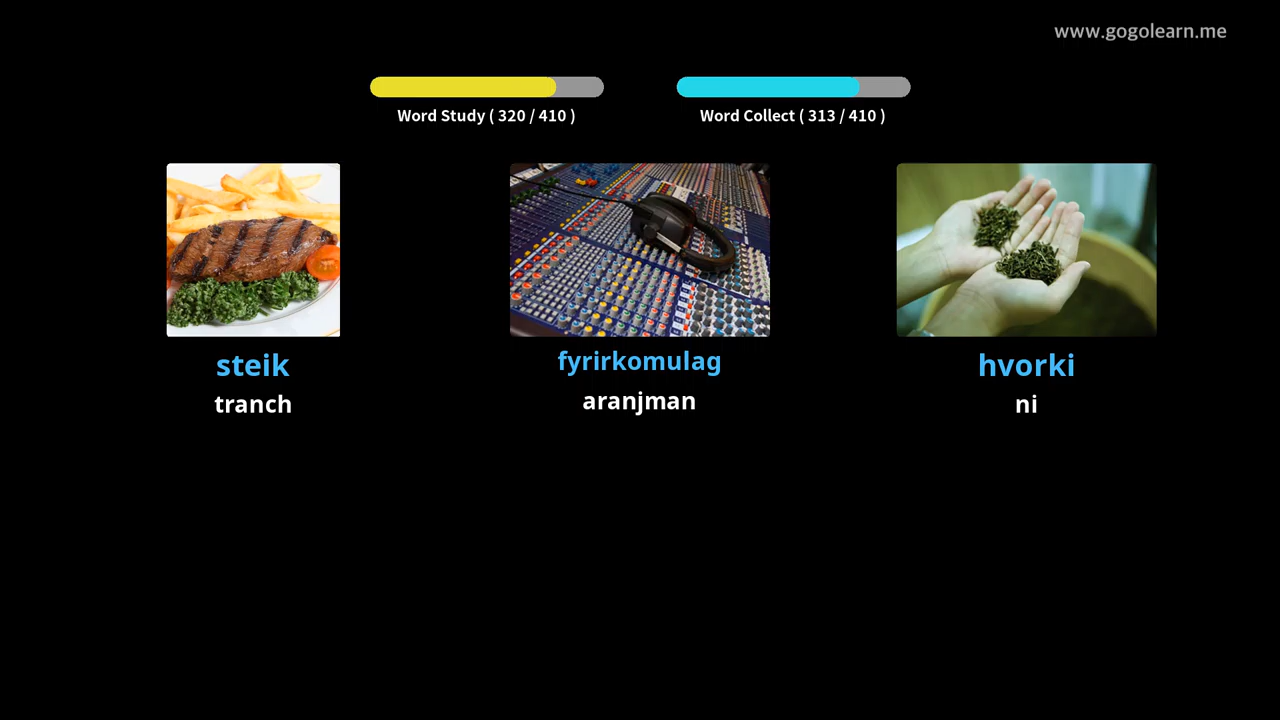 www.gogolearn.me
Word Study ( 320 / 410 )
Word Collect ( 313 / 410 )
steik
tranch
fyrirkomulag
aranjman
hvorki
ni